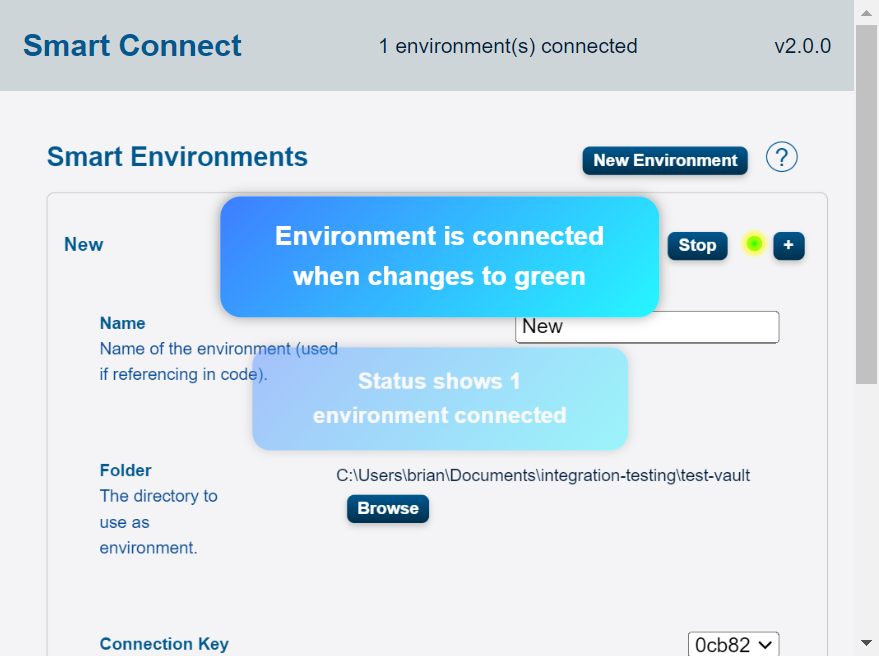 Smart Connect
1 environment(s) connected
v2.0.0
Smart Environments
New Environment
?
New
Environment is connected
when changes to green
Stop
+
Name
Name of the environment (used
if referencing in code).
New
Status shows 1
environment connected
Folder
The directory to
use as
environment.
C:\Users\brian\Documents\integration-testing\test-vault
Browse
Connection Key
0cb82